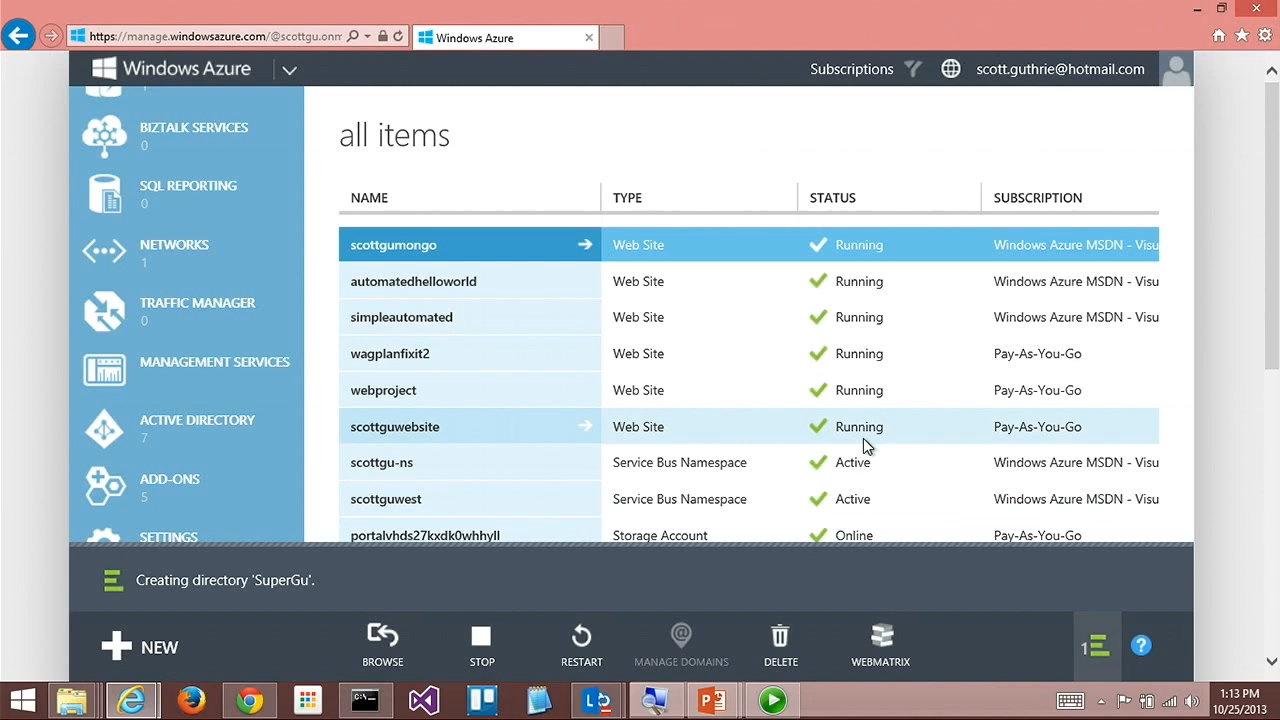 https://manage.windowsazure.com/@scottgu.onm
Windows Azure
Windows Azure
Subscriptions
scott.guthrie@hotmail.com
BIZTALK SERVICES
0
SQL REPORTING
0
NETWORKS
1
TRAFFIC MANAGER
0
MANAGEMENT SERVICES
ACTIVE DIRECTORY
7
ADD-ONS
5
SETTINGS
all items
NAME TYPE STATUS SUBSCRIPTION
scottgumongo Web Site Running Windows Azure MSDN - Visu
automatedhelloworld Web Site Running Windows Azure MSDN - Visu
simpleautomated Web Site Running Windows Azure MSDN - Visu
wagplanfixit2 Web Site Running Pay-As-You-Go
webproject Web Site Running Pay-As-You-Go
scottguwebsite Web Site Running Pay-As-You-Go
scottgu-ns Service Bus Namespace Active Windows Azure MSDN - Visu
scottguwest Service Bus Namespace Active Windows Azure MSDN - Visu
portalvhds27kxdk0whhyll Storage Account Online Pay-As-You-Go
Creating directory 'SuperGu'.
NEW
BROWSE
STOP
RESTART
MANAGE DOMAINS
DELETE
WEBMATRIX
1
?
1:13 PM
10/25/2013